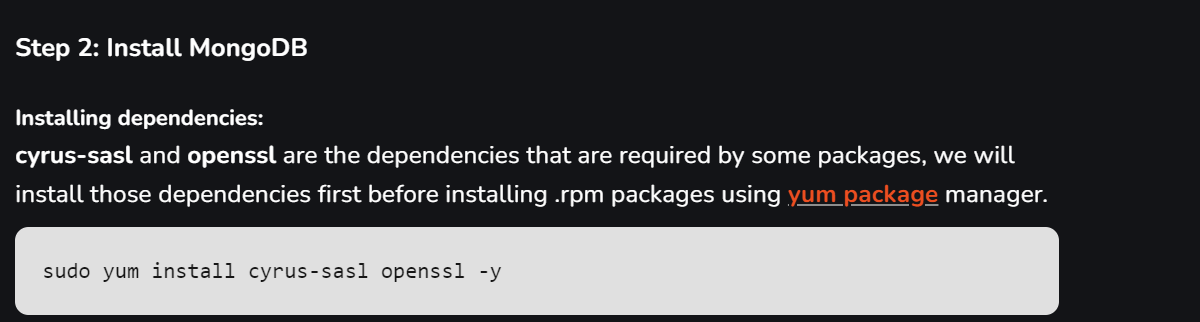 Step 2: Install MongoDB
Installing dependencies:
cyrus-sasl and openssl are the dependencies that are required by some packages, we will
install those dependencies first before installing .rpm packages using yum package manager.
sudo yum install cyrus-sasl openssl -y